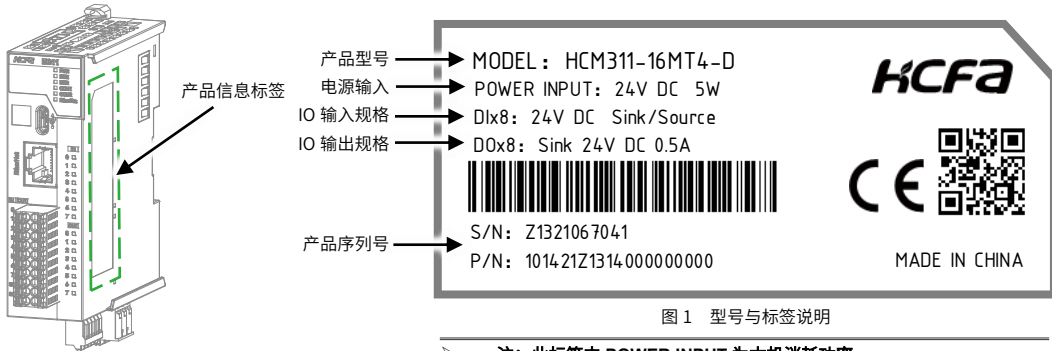 产品信息标签
产品型号
电源输入
IO 输入规格
IO 输出规格
产品序列号
MODEL: HCM311-16MT4-D
POWER INPUT: 24V DC 5W
DIx8: 24V DC Sink/Source
DOx8: Sink 24V DC 0.5A
S/N: Z1321067041
P/N: 101421Z1314000000000
HCFA
CE
MADE IN CHINA
图 1 型号与标签说明